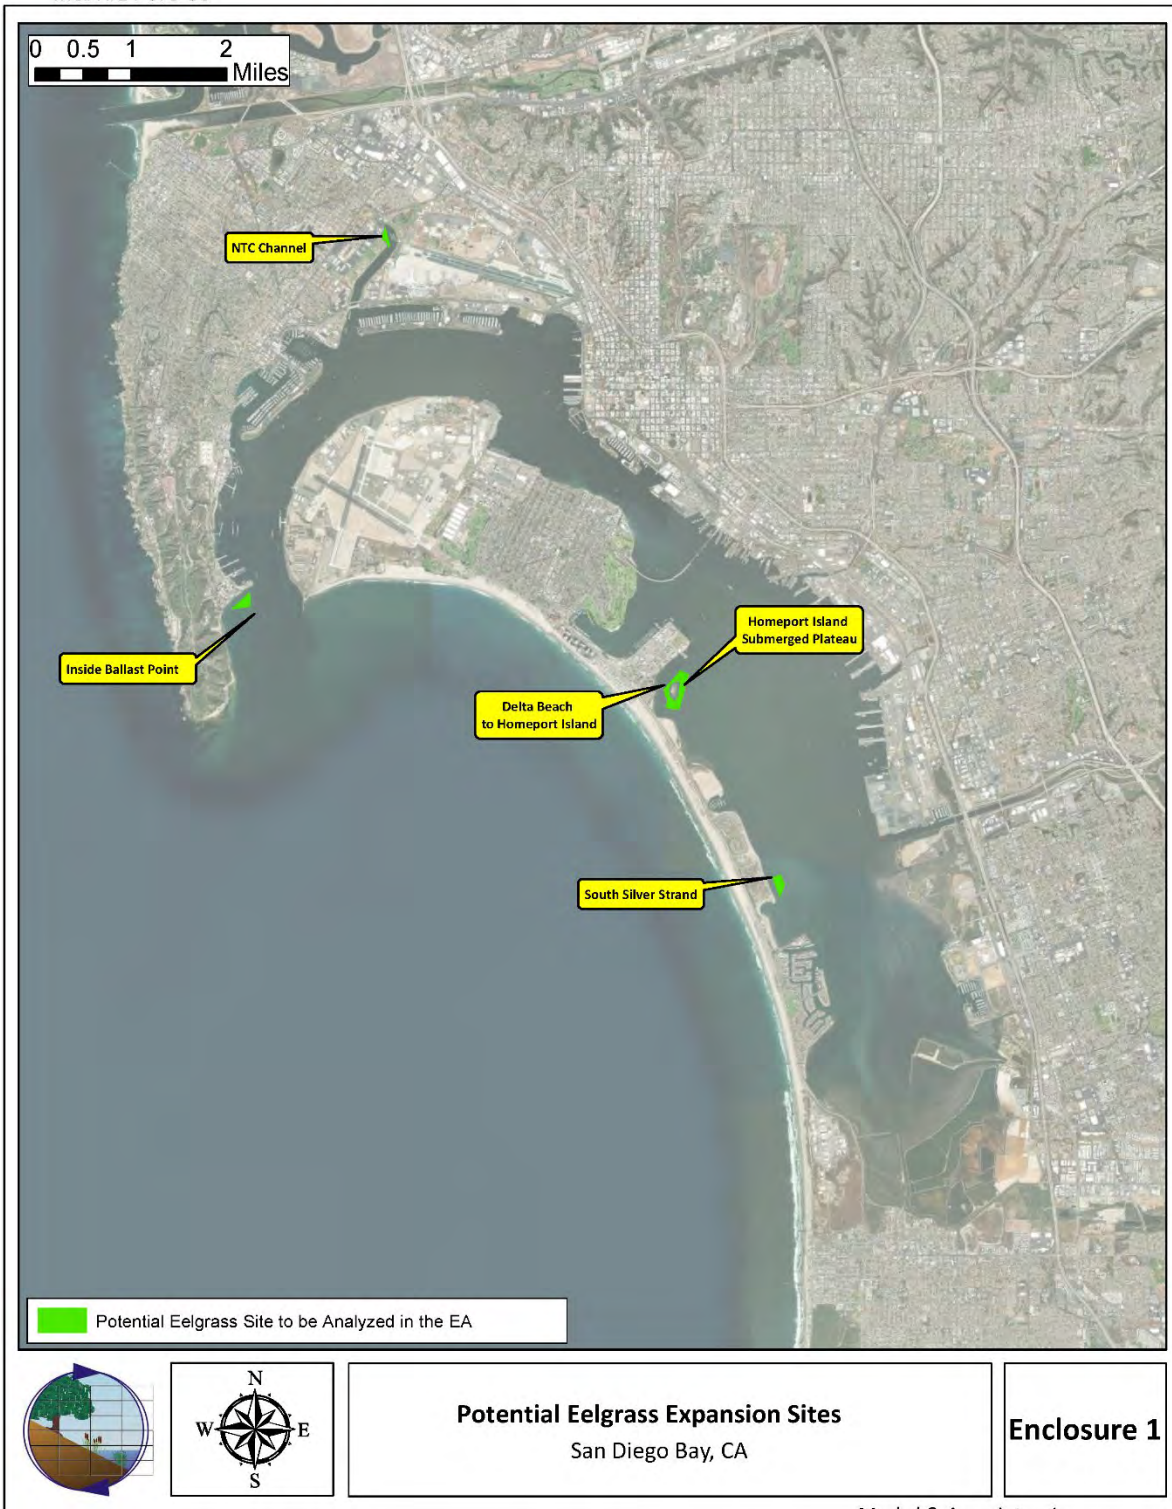 0 0.5 1 2
Miles
NTC Channel
Inside Ballast Point
Homeport Island
Submerged Plateau
Delta Beach
to Homeport Island
South Silver Strand
Potential Eelgrass Site to be Analyzed in the EA
N
W E
S
Potential Eelgrass Expansion Sites
San Diego Bay, CA
Enclosure 1